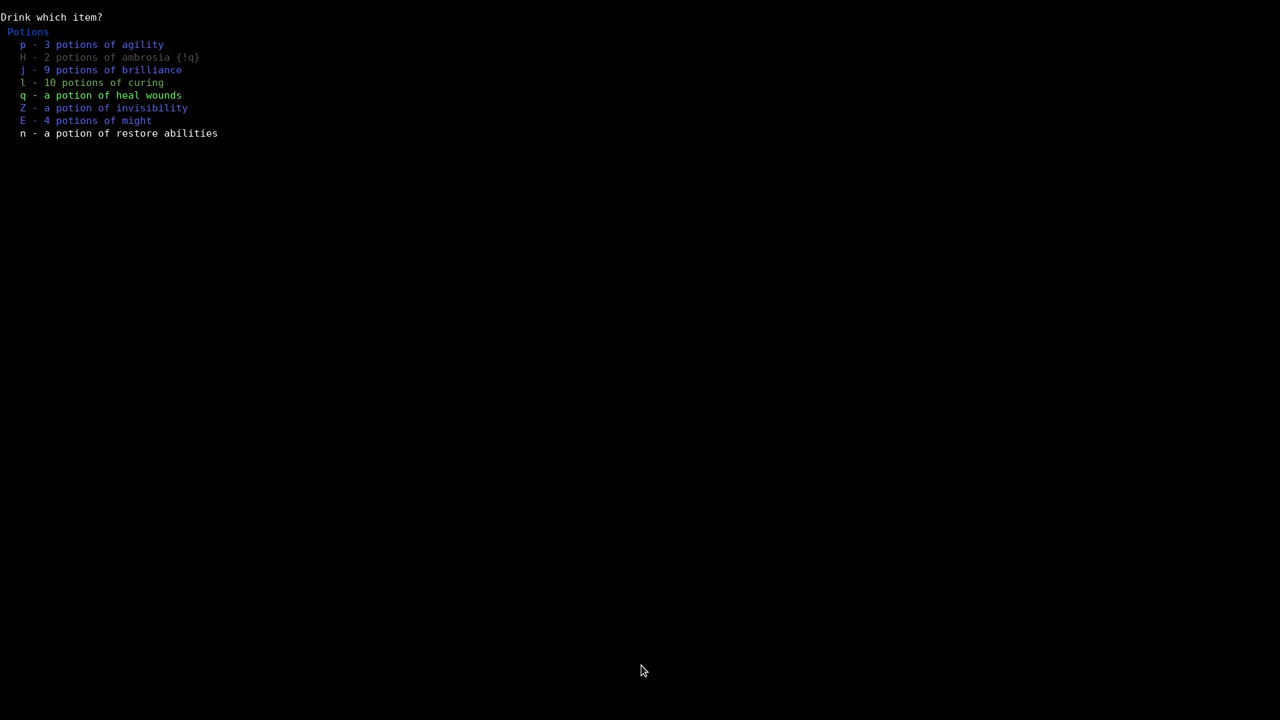 Drink which item?
Potions
p - 3 potions of agility
H - 2 potions of ambrosia {!q}
j - 9 potions of brilliance
l - 10 potions of curing
q - a potion of heal wounds
Z - a potion of invisibility
E - 4 potions of might
n - a potion of restore abilities